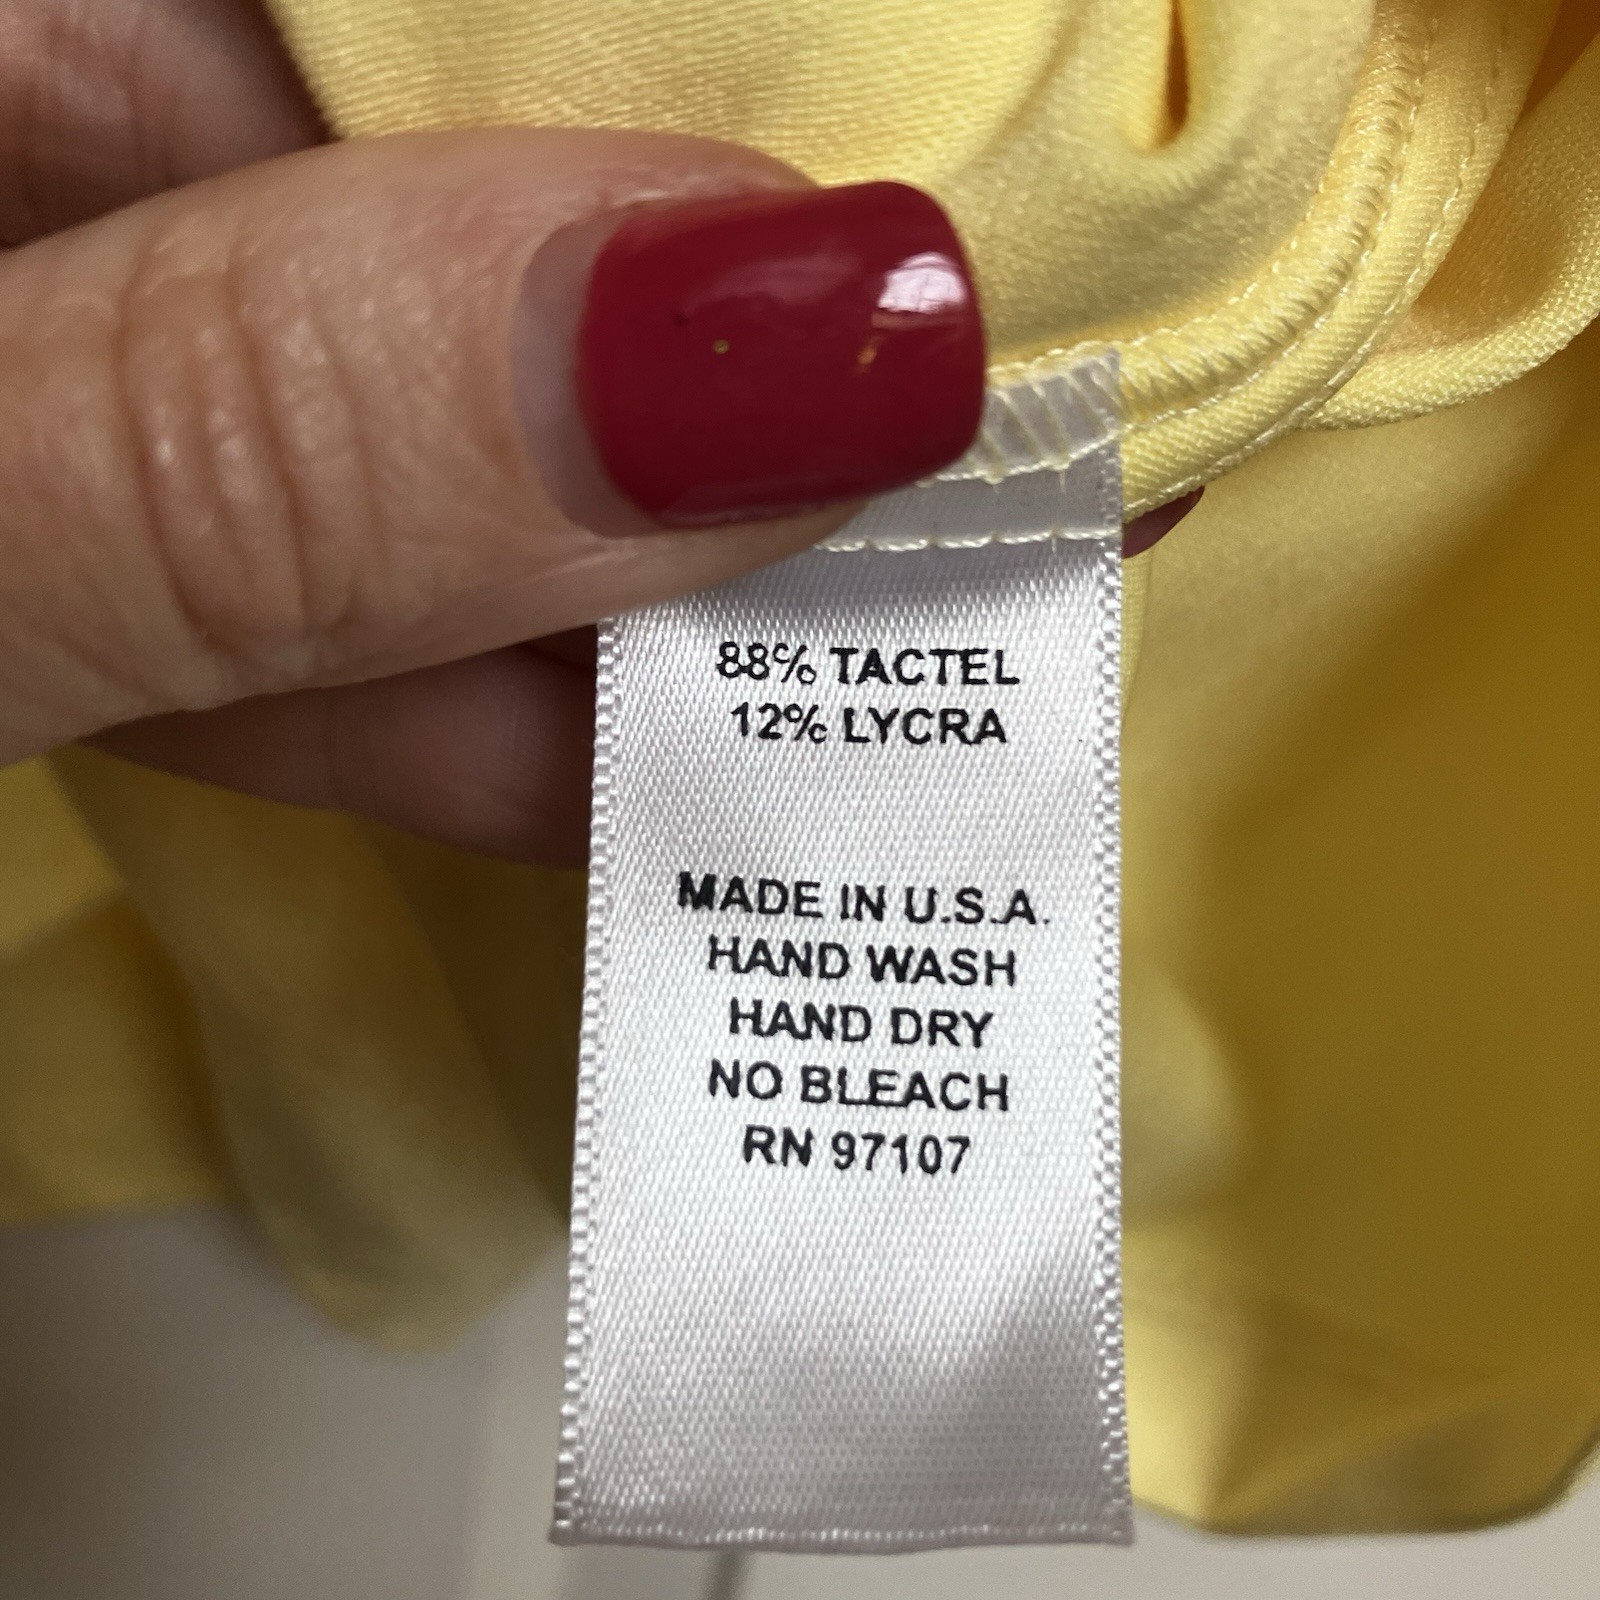 88% TACTEL
12% LYCRA
MADE IN U.S.A.
HAND WASH
HAND DRY
NO BLEACH
RN 97107